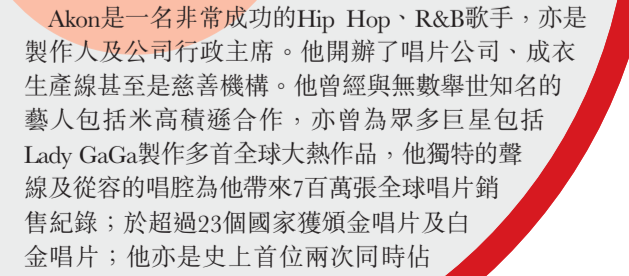 Akon是一名非常成功的Hip Hop、R&B歌手，亦是
製作人及公司行政主席。他開辦了唱片公司、成衣
生產線甚至是慈善機構。他曾經與無數舉世知名的
藝人包括米高積遜合作，亦曾為眾多巨星包括
Lady GaGa製作多首全球大熱作品，他獨特的聲
線及從容的唱腔為他帶來7百萬張全球唱片銷
售紀錄；於超過23個國家獲頒金唱片及白
金唱片；他亦是史上首位兩次同時佔